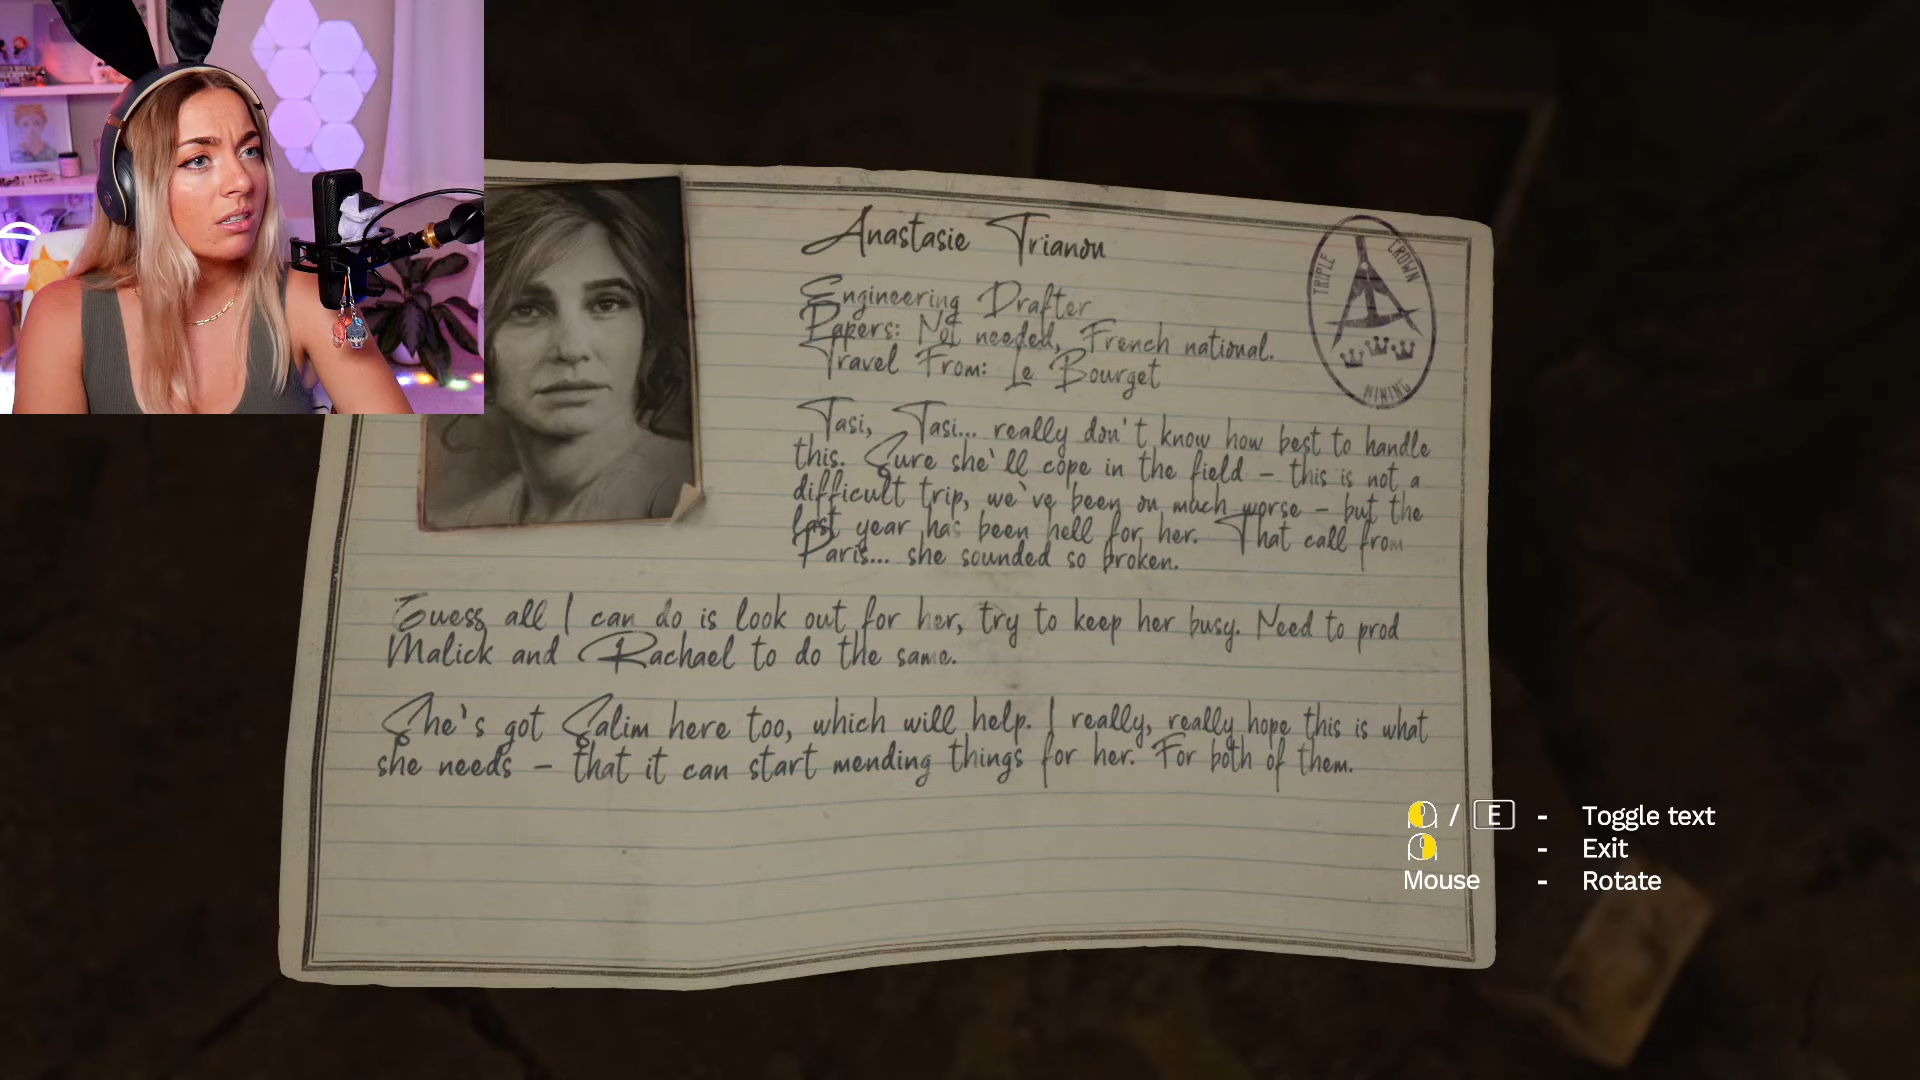 Anastasie Trianon
TRIPLE CROWN
MINING
Engineering Drafter
Papers: Not needed, French national.
Travel From: Le Bourget
Tasi, Tasi... really don't know how best to handle
this. Sure she'll cope in the field – this is not a
difficult trip, we've been on much worse – but the
last year has been hell for her. That call from
Paris... she sounded so broken.
Guess all I can do is look out for her, try to keep her busy. Need to prod
Malick and Rachael to do the same.
She's got Salim here too, which will help. I really, really hope this is what
she needs – that it can start mending things for her. For both of them.
/ E - Toggle text
- Exit
Mouse - Rotate